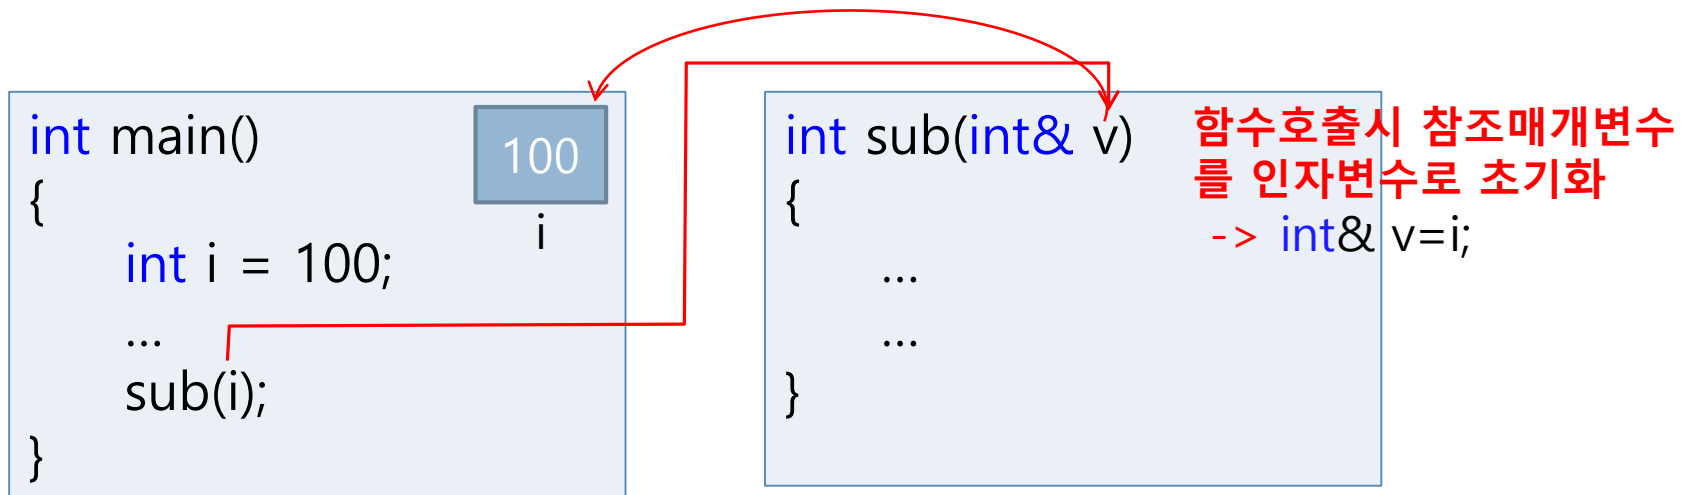 int main()
{
int i = 100;
...
sub(i);
}
100
i
int sub(int& v)
{
...
...
}
함수호출시 참조매개변수
를 인자변수로 초기화
-> int& v=i;